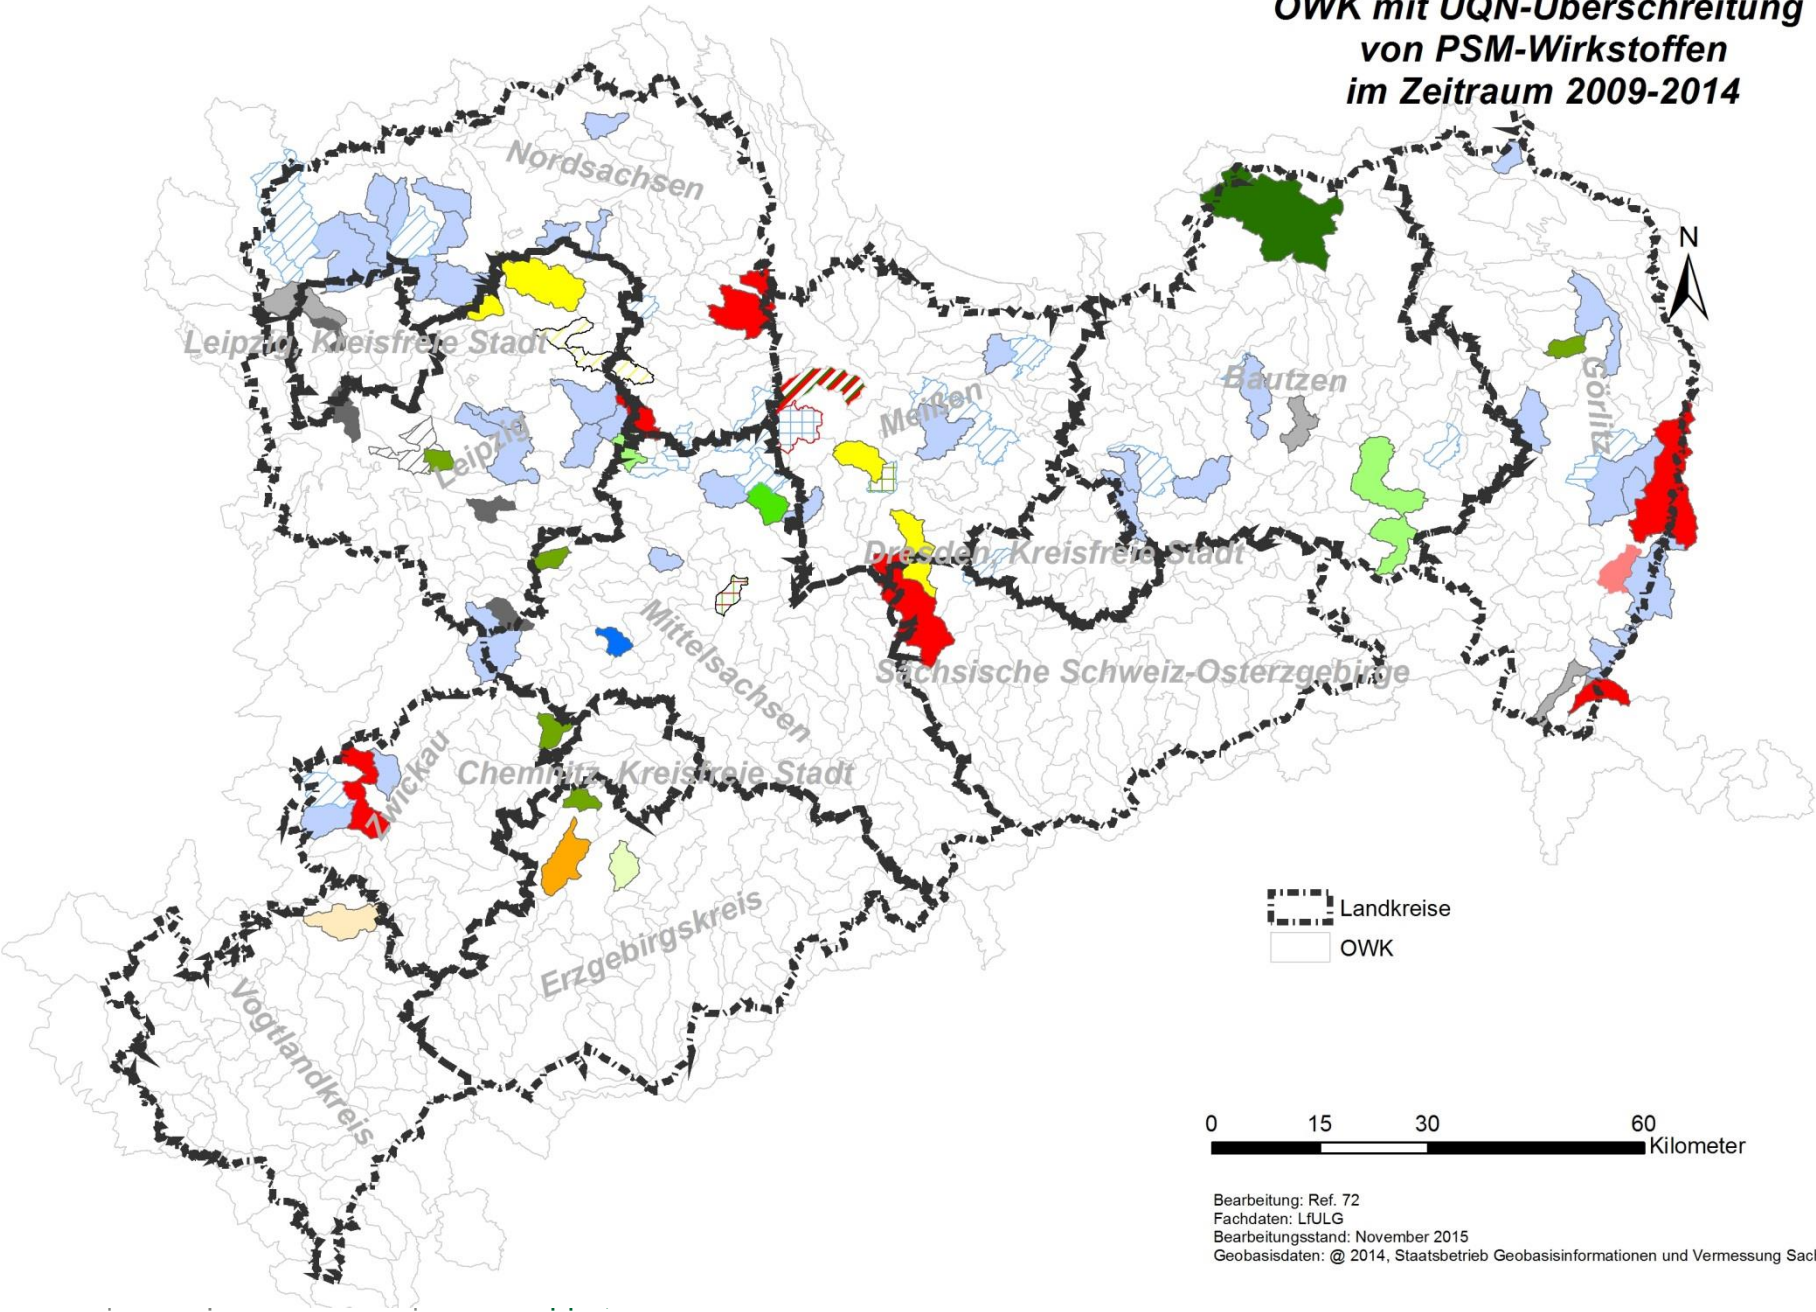 OWK mit UQN-Überschreitung
von PSM-Wirkstoffen
im Zeitraum 2009-2014
Nordsachsen
N
Leipzig, Kreisfreie Stadt
Bautzen
Görlitz
Meißen
Leipzig
Dresden, Kreisfreie Stadt
Mittelsachsen
Sächsische Schweiz-Osterzgebirge
Zwickau
Chemnitz, Kreisfreie Stadt
Erzgebirgskreis
Vogtlandkreis
Landkreise
OWK
0 15 30 60
Kilometer
Bearbeitung: Ref. 72
Fachdaten: LfULG
Bearbeitungsstand: November 2015
Geobasisdaten: @ 2014, Staatsbetrieb Geobasisinformationen und Vermessung Sac